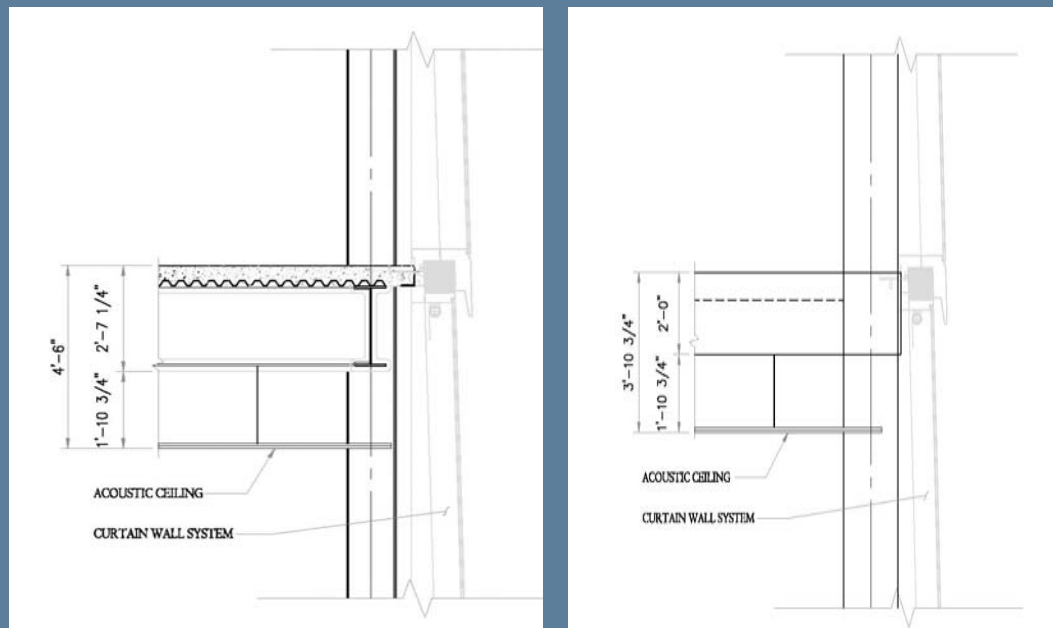 4'-6"
2'-7 1/4"
1'-10 3/4"
ACOUSTIC CEILING
CURTAIN WALL SYSTEM
3'-10 3/4"
2'-0"
1'-10 3/4"
ACOUSTIC CEILING
CURTAIN WALL SYSTEM